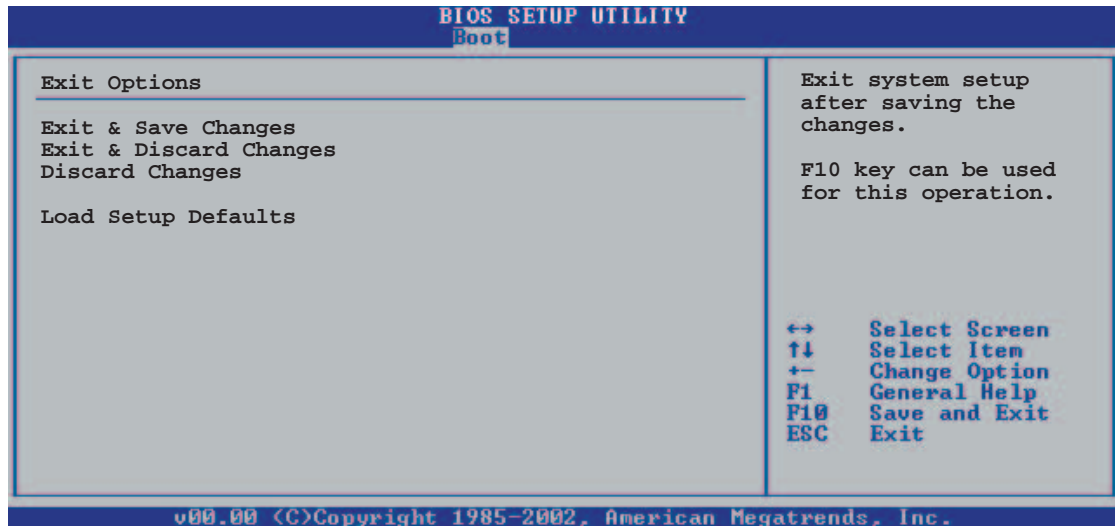 BIOS SETUP UTILITY
Boot
Exit Options
Exit & Save Changes
Exit & Discard Changes
Discard Changes
Load Setup Defaults
Exit system setup
after saving the
changes.
F10 key can be used
for this operation.
←→ Select Screen
↑↓ Select Item
+- Change Option
F1 General Help
F10 Save and Exit
ESC Exit
v00.00 (C)Copyright 1985-2002, American Megatrends, Inc.